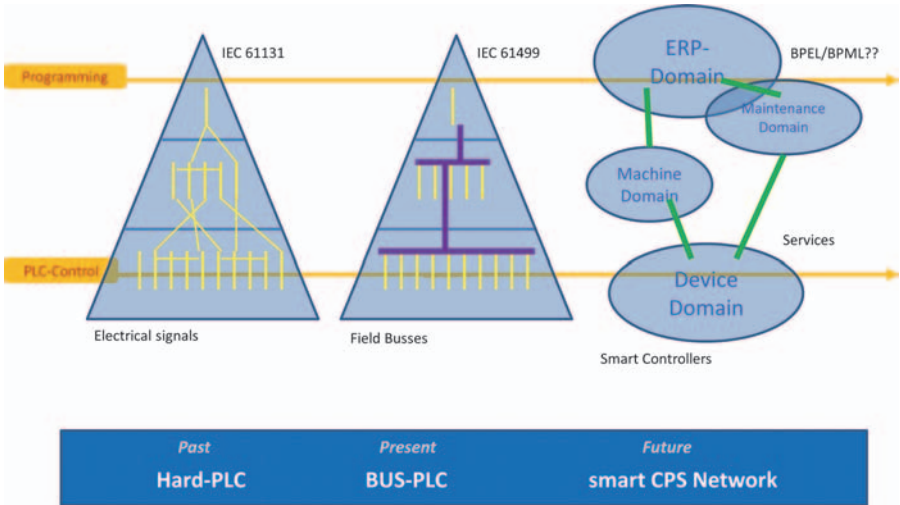 IEC 61131
IEC 61499
ERP-
Domain
BPEL/BPML??
Programming
Maintenance
Domain
Machine
Domain
Services
PLC-Control
Device
Domain
Electrical signals
Field Busses
Smart Controllers
Past
Present
Future
Hard-PLC
BUS-PLC
smart CPS Network